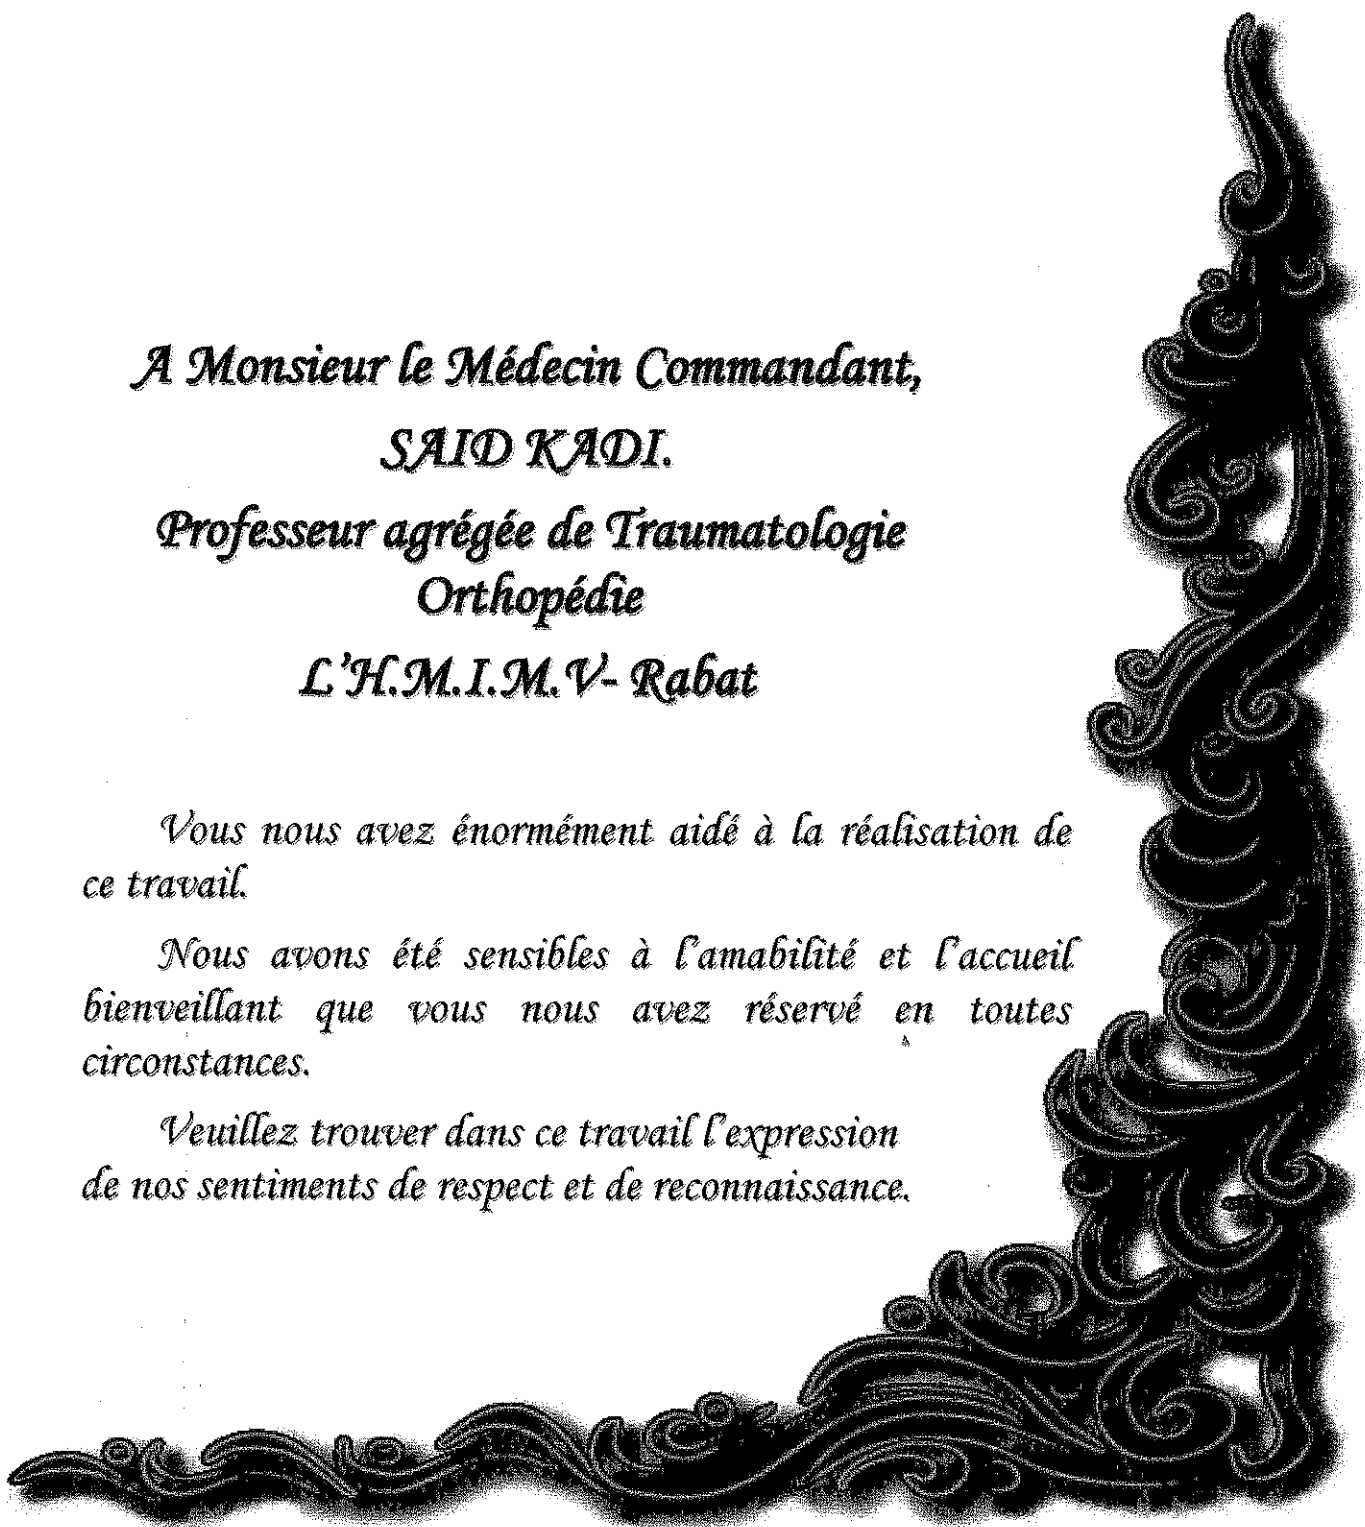 A Monsieur le Médecin Commandant,
SAID KADI.
Professeur agrégée de Traumatologie
Orthopédie
L'H.M.I.M.V- Rabat
Vous nous avez énormément aidé à la réalisation de
ce travail.
Nous avons été sensibles à l'amabilité et l'accueil
bienveillant que vous nous avez réservé en toutes
circonstances.
Veuillez trouver dans ce travail l'expression
de nos sentiments de respect et de reconnaissance.